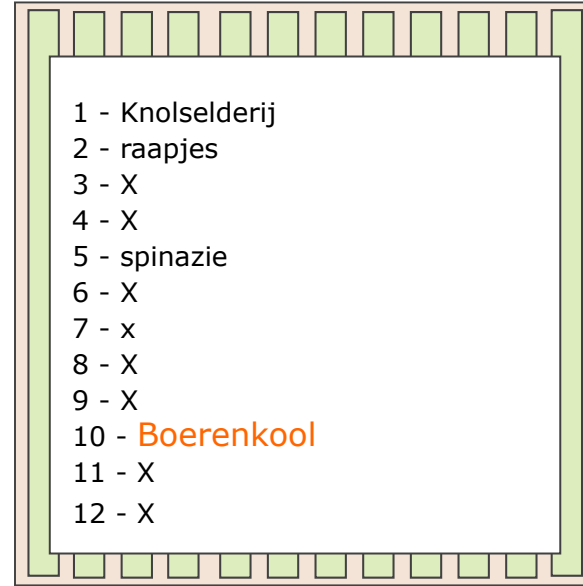 1 - Knolselderij
2 - raapjes
3 - X
4 - X
5 - spinazie
6 - X
7 - x
8 - X
9 - X
10 - Boerenkool
11 - X
12 - X